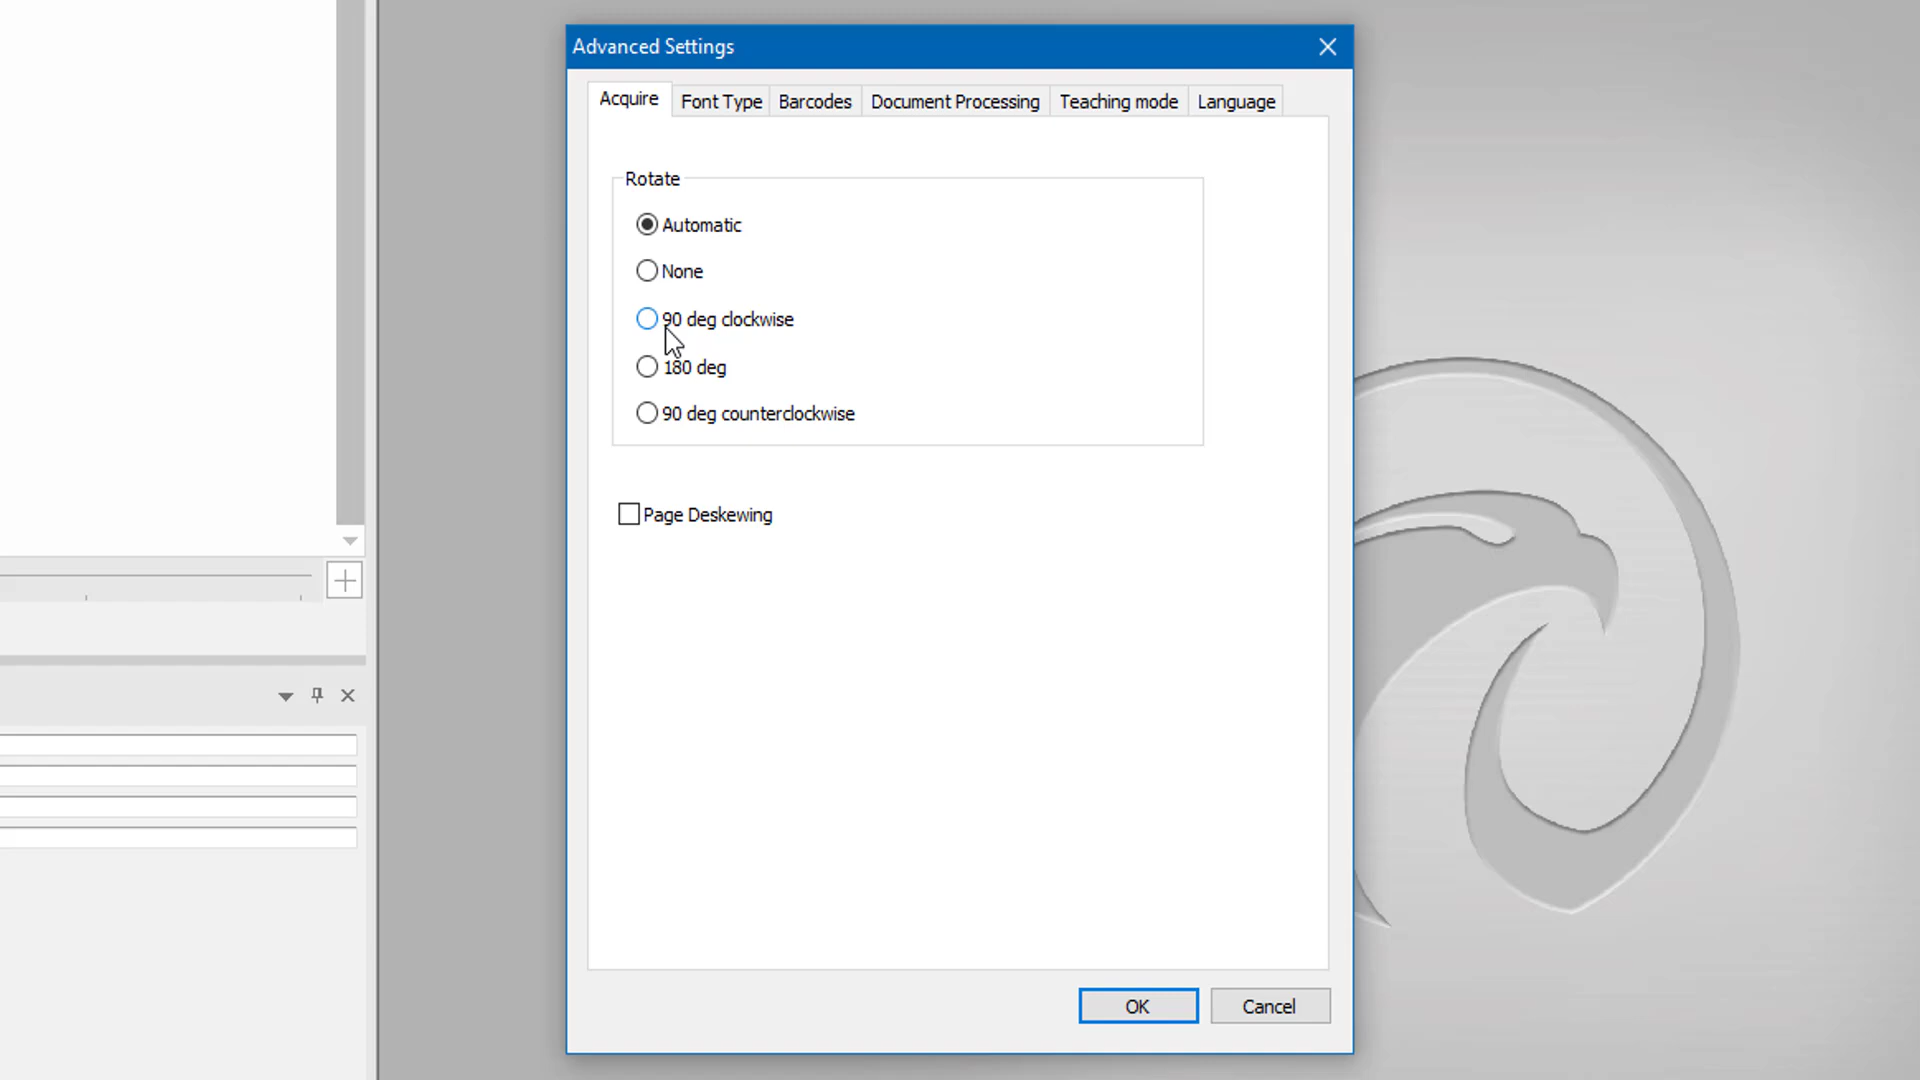 Advanced Settings
Acquire Font Type Barcodes Document Processing Teaching mode Language
Rotate
Automatic
None
90 deg clockwise
180 deg
90 deg counterclockwise
Page Deskewing
OK Cancel